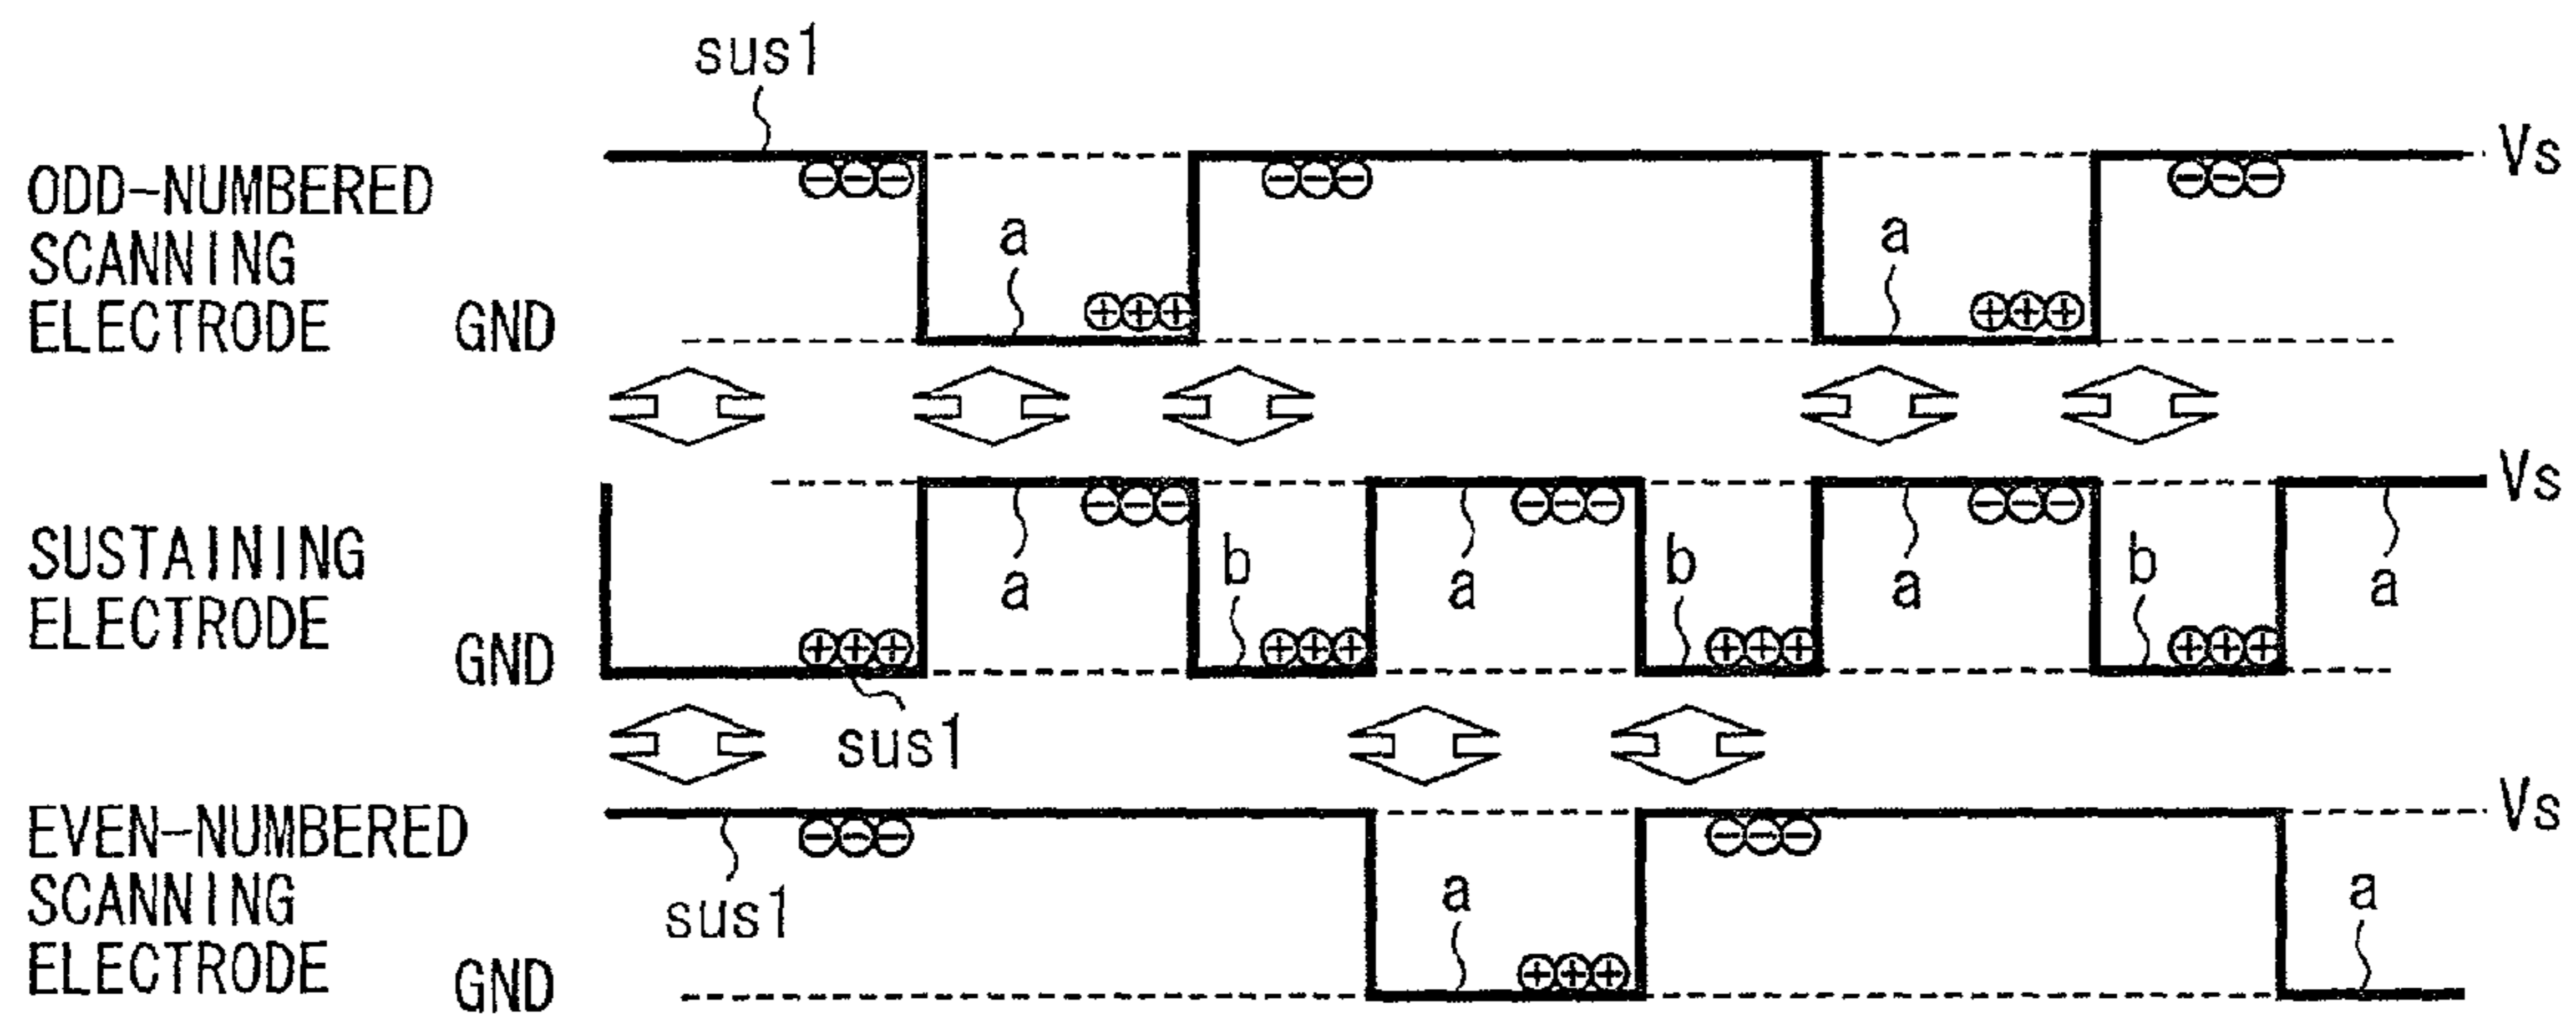 sus1
Vs
ODD-NUMBERED
SCANNING
ELECTRODE GND
a a
Vs
SUSTAINING
ELECTRODE GND
a b a b a b a
sus1
Vs
EVEN-NUMBERED
SCANNING
ELECTRODE GND
sus1
a a